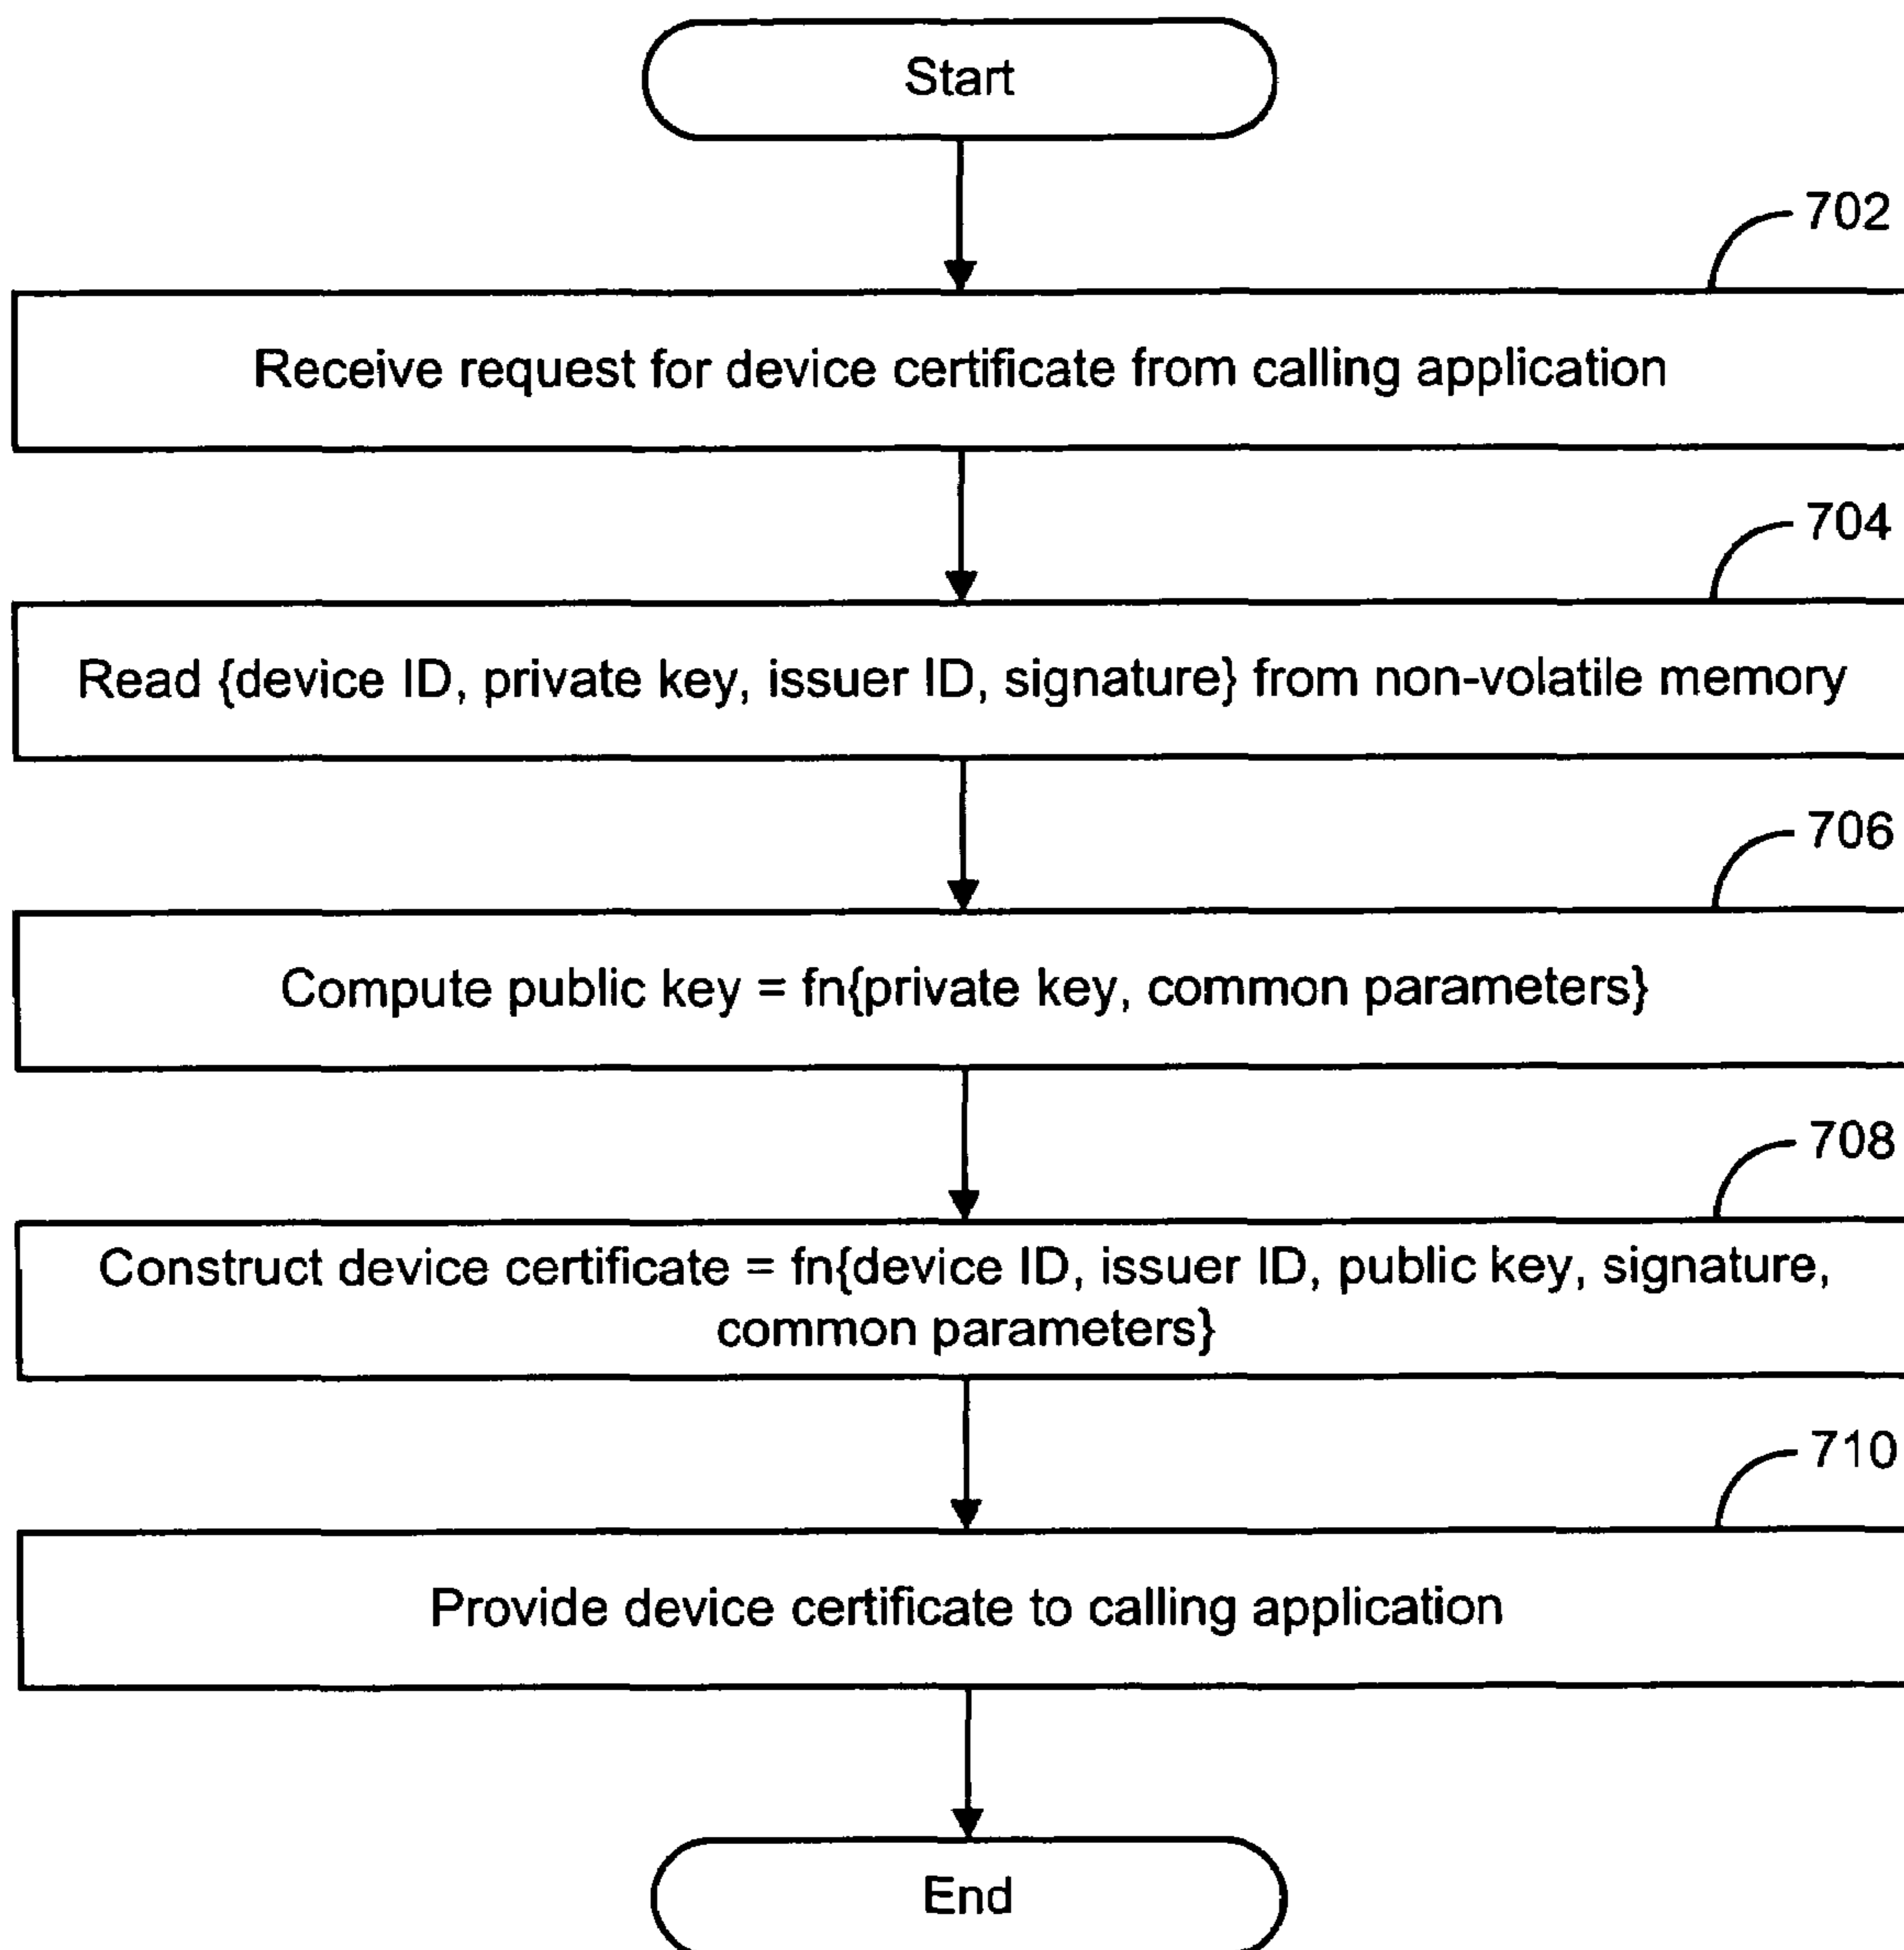 Start
702
Receive request for device certificate from calling application
704
Read {device ID, private key, issuer ID, signature} from non-volatile memory
706
Compute public key = fn{private key, common parameters}
708
Construct device certificate = fn{device ID, issuer ID, public key, signature,
common parameters}
710
Provide device certificate to calling application
End